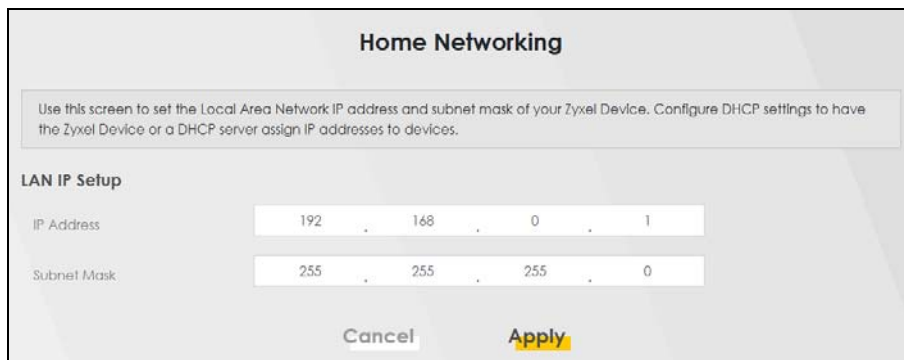 Home Networking
Use this screen to set the Local Area Network IP address and subnet mask of your Zyxel Device. Configure DHCP settings to have
the Zyxel Device or a DHCP server assign IP addresses to devices.
LAN IP Setup
IP Address 192 . 168 . 0 . 1
Subnet Mask 255 . 255 . 255 . 0
Cancel Apply